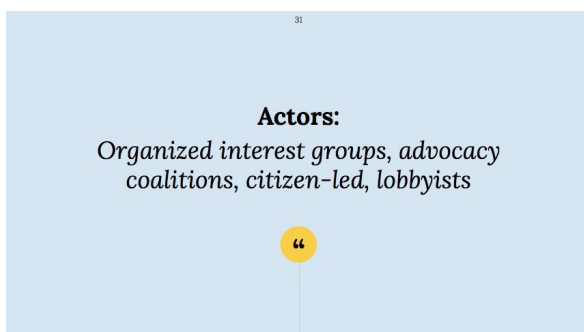 31
Actors:
Organized interest groups, advocacy
coalitions, citizen-led, lobbyists
“